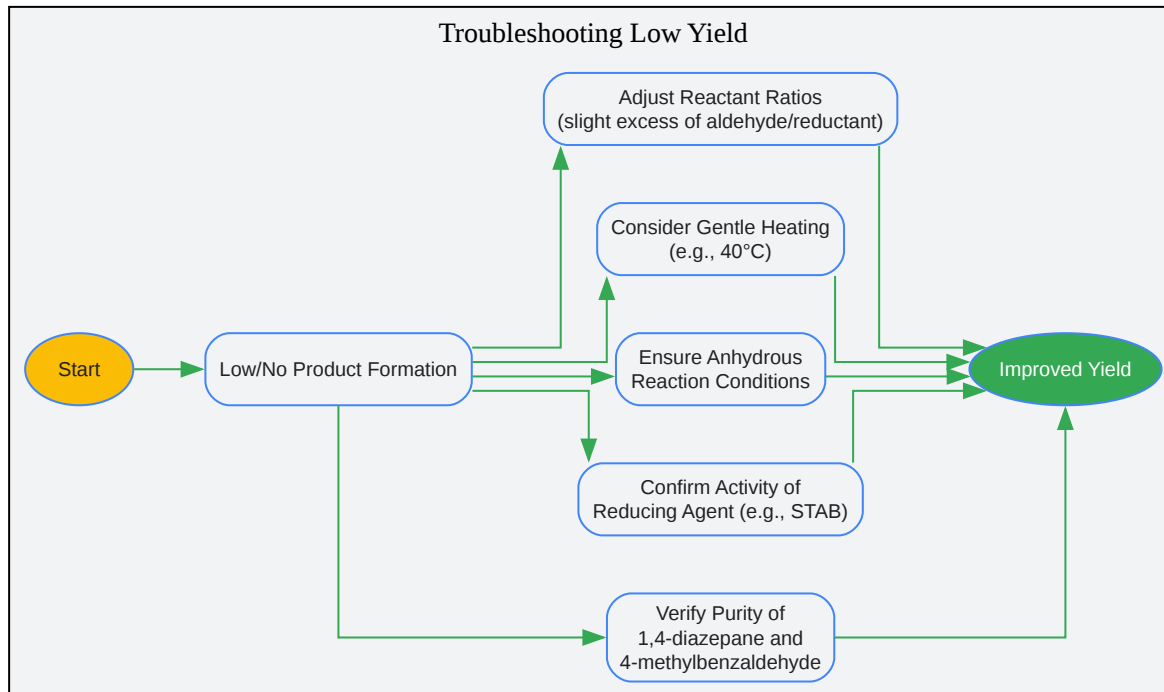 Troubleshooting Low Yield
Adjust Reactant Ratios
(slight excess of aldehyde/reductant)
Consider Gentle Heating
(e.g., 40°C)
Start
Low/No Product Formation
Ensure Anhydrous
Reaction Conditions
Improved Yield
Confirm Activity of
Reducing Agent (e.g., STAB)
Verify Purity of
1,4-diazepane and
4-methylbenzaldehyde